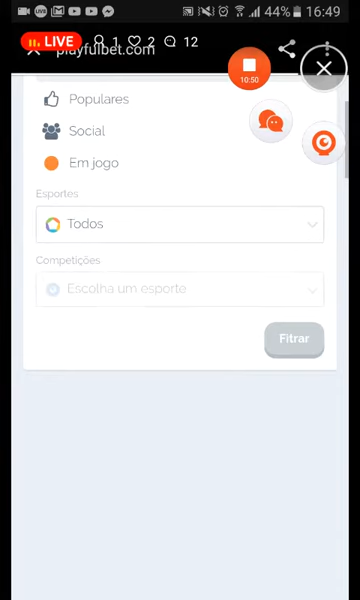 44% 16:49
LIVE 1 2 12
playfulbet.com
10:50
Populares
Social
Em jogo
Esportes
Todos
Competições
Escolha um esporte
Fitrar